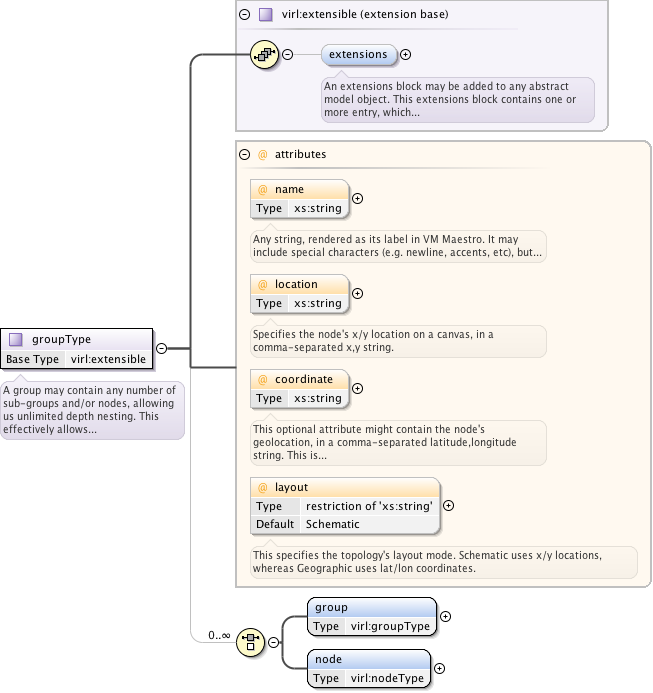 virl:extensible (extension base)
extensions
An extensions block may be added to any abstract
model object. This extensions block contains one or
more entry, which...
@ attributes
@ name
Type xs:string
Any string, rendered as its label in VM Maestro. It may
include special characters (e.g. newline, accents, etc), but...
@ location
Type xs:string
Specifies the node's x/y location on a canvas, in a
comma-separated x,y string.
groupType
Base Type virl:extensible
A group may contain any number of
sub-groups and/or nodes, allowing
us unlimited depth nesting. This
effectively allows...
@ coordinate
Type xs:string
This optional attribute might contain the node's
geolocation, in a comma-separated latitude,longitude
string. This is...
@ layout
Type restriction of 'xs:string'
Default Schematic
This specifies the topology's layout mode. Schematic uses x/y locations,
whereas Geographic uses lat/lon coordinates.
0..∞
group
Type virl:groupType
node
Type virl:nodeType